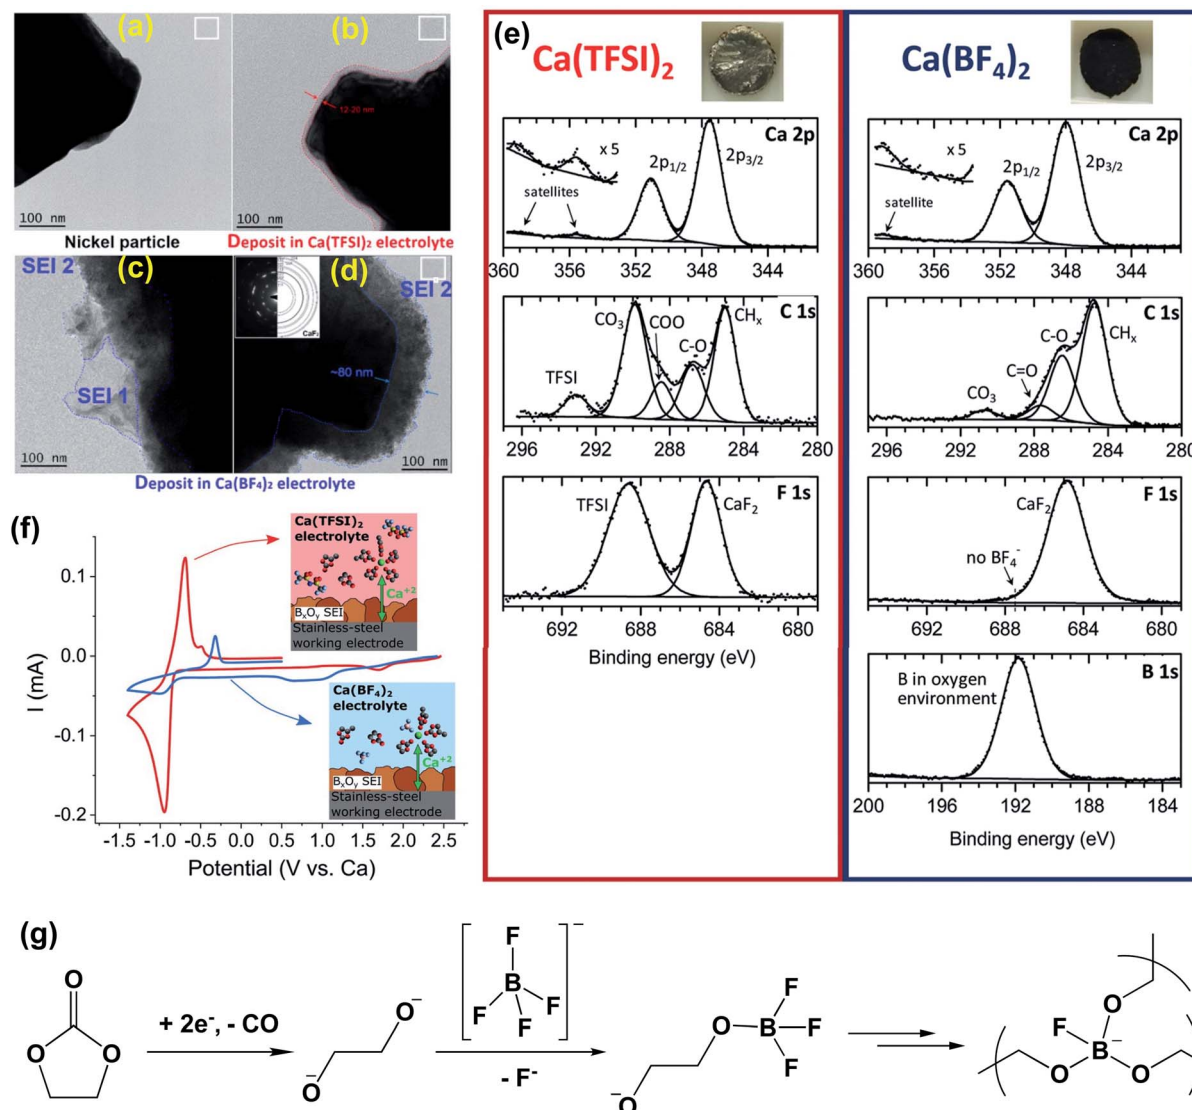 (a)
(b)
12-20 nm
100 nm
100 nm
Nickel particle
Deposit in Ca(TFSI)₂ electrolyte
SEI 2
(c)
(d)
SEI 2
CaF₂
~80 nm
SEI 1
100 nm
100 nm
Deposit in Ca(BF₄)₂ electrolyte
(e)
Ca(TFSI)₂
Ca 2p
x 5
2p₁/₂
2p₃/₂
satellites
360 356 352 348 344
C 1s
CO₃
COO
CHₓ
C-O
TFSI
296 292 288 284 280
F 1s
TFSI
CaF₂
692 688 684 680
Binding energy (eV)
Ca(BF₄)₂
Ca 2p
x 5
2p₁/₂
2p₃/₂
satellite
360 356 352 348 344
C 1s
C-O
CHₓ
C=O
CO₃
296 292 288 284 280
F 1s
CaF₂
no BF₄⁻
692 688 684 680
B 1s
B in oxygen
environment
200 196 192 188 184
Binding energy (eV)
(f)
Ca(TFSI)₂
electrolyte
Ca⁺²
BₓOᵧ SEI
Stainless-steel
working electrode
Ca(BF₄)₂
electrolyte
Ca⁺²
BₓOᵧ SEI
Stainless-steel
working electrode
I (mA)
0.1
0.0
-0.1
-0.2
-1.5 -1.0 -0.5 0.0 0.5 1.0 1.5 2.0 2.5
Potential (V vs. Ca)
(g)
O
O O
+ 2e⁻, - CO
O⁻
⁻O
F
B
F F F
⁻
- F⁻
F
O B F
F
⁻O
O
F
B⁻
O O